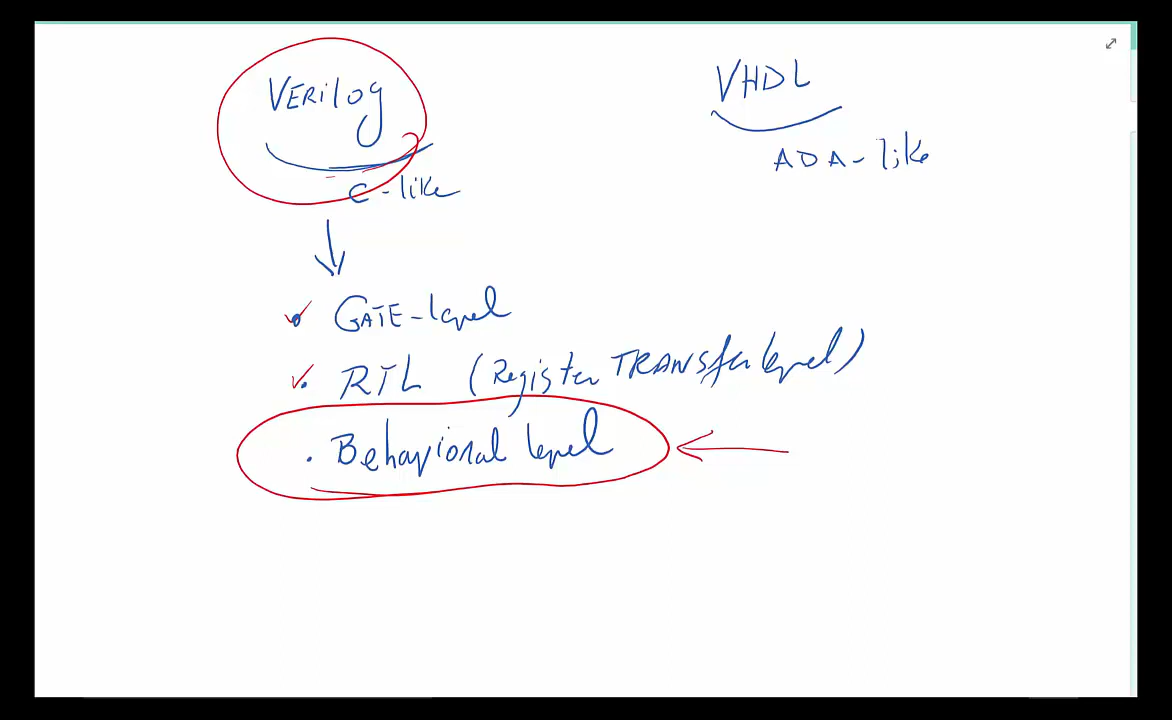 VERilog
VHDL
C-like
ADA-like
• GATE-level
• RTL (Register TRANSfer level)
• Behavioral level